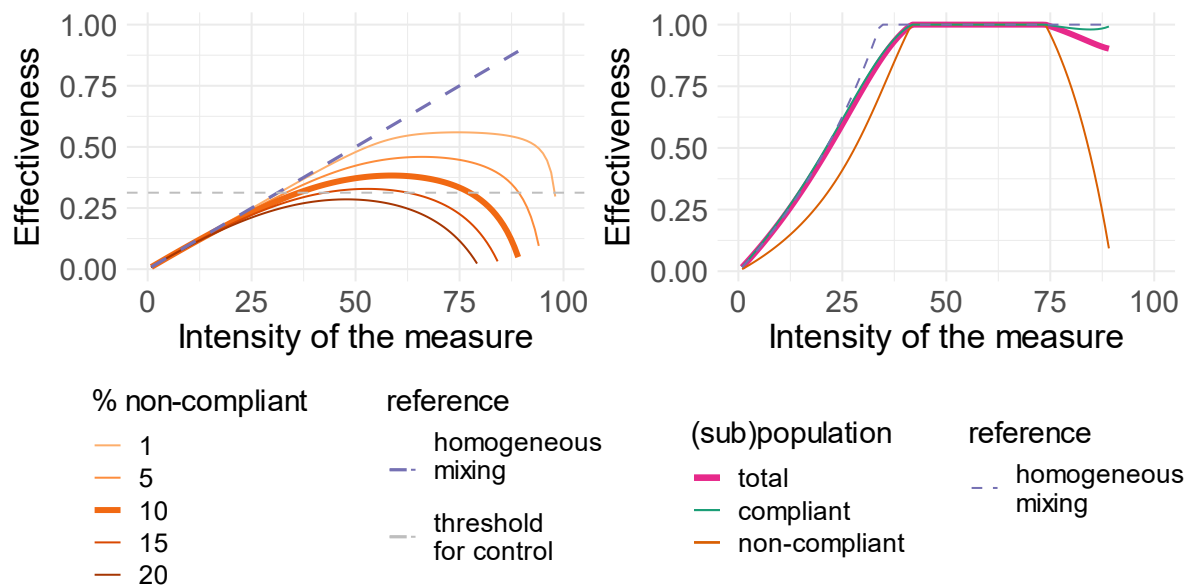 1.00
0.75
0.50
0.25
0.00
Effectiveness
0 25 50 75 100
Intensity of the measure
% non-compliant
1
5
10
15
20
reference
homogeneous
mixing
threshold
for control
1.00
0.75
0.50
0.25
0.00
Effectiveness
0 25 50 75 100
Intensity of the measure
(sub)population
total
compliant
non-compliant
reference
homogeneous
mixing